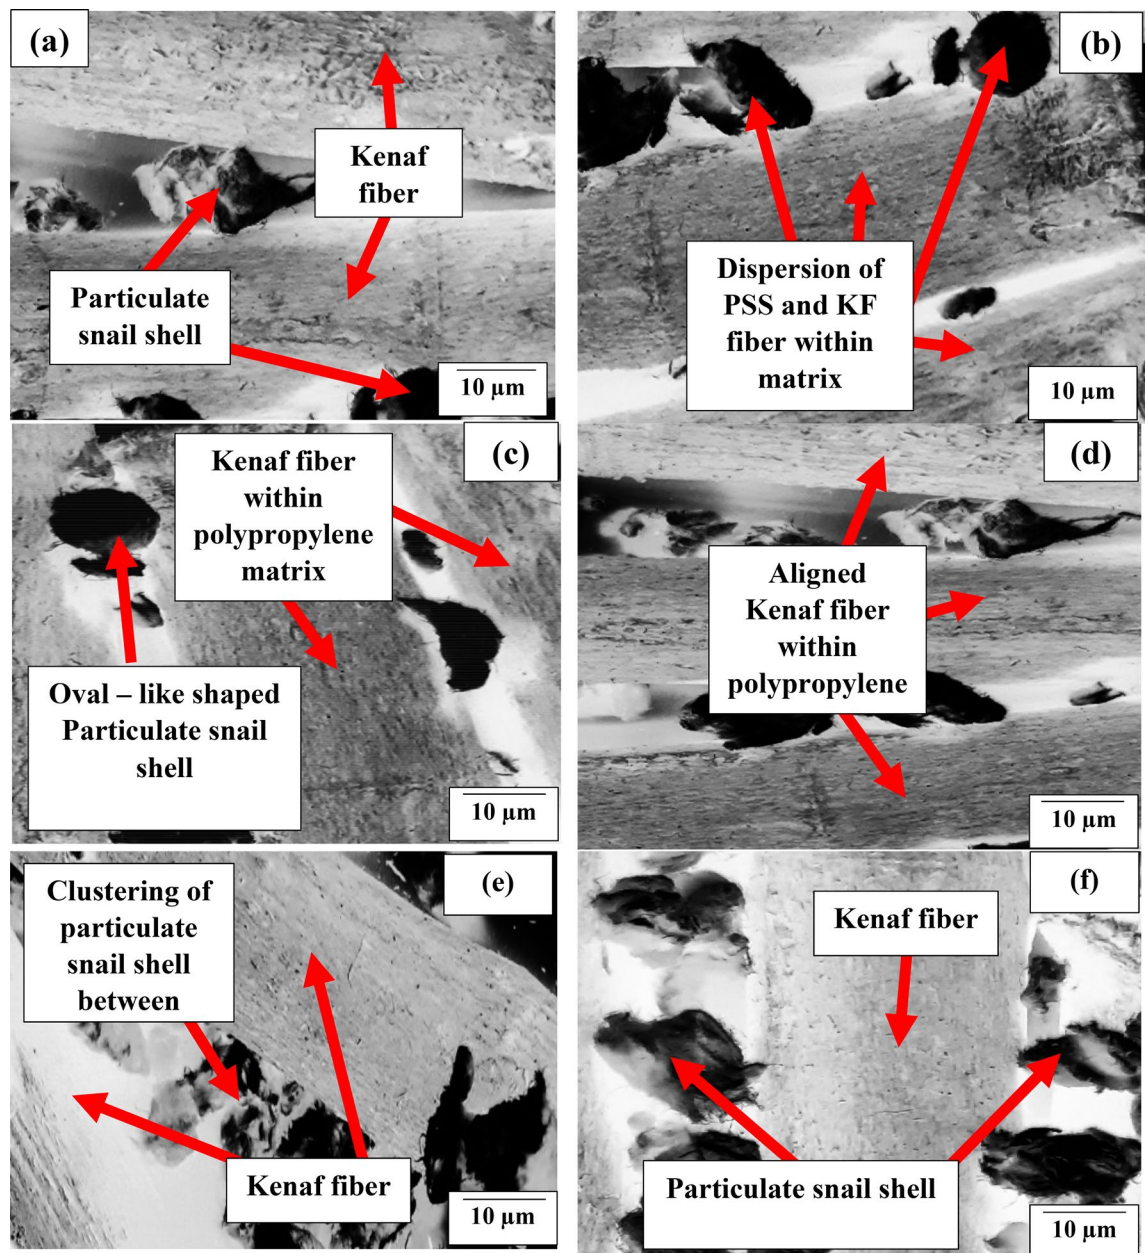 (a)
Kenaf
fiber
Particulate
snail shell
10 µm
(b)
Dispersion of
PSS and KF
fiber within
matrix
10 µm
(c)
Kenaf fiber
within
polypropylene
matrix
Oval – like shaped
Particulate snail
shell
10 µm
(d)
Aligned
Kenaf fiber
within
polypropylene
10 µm
(e)
Clustering of
particulate
snail shell
between
Kenaf fiber
10 µm
(f)
Kenaf fiber
Particulate snail shell
10 µm